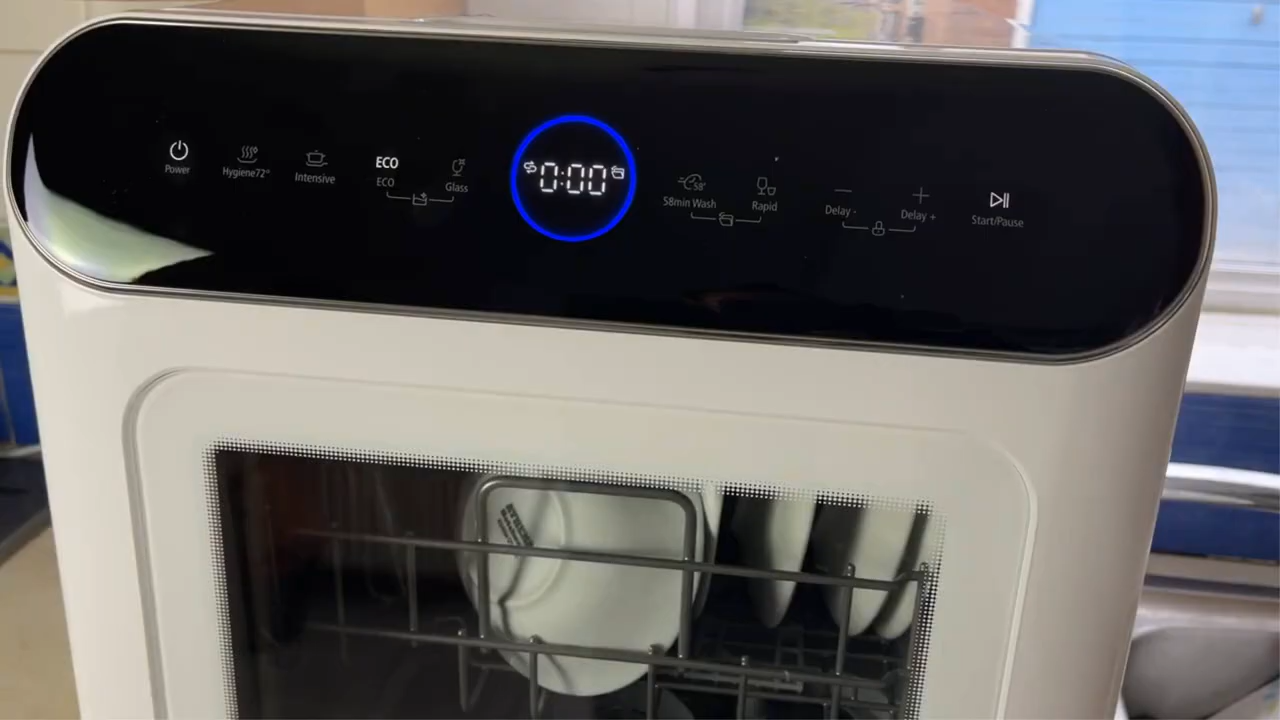 Power
Hygiene72°
Intensive
ECO
ECO
Glass
0:00
58'
58min Wash
Rapid
Delay -
Delay +
Start/Pause